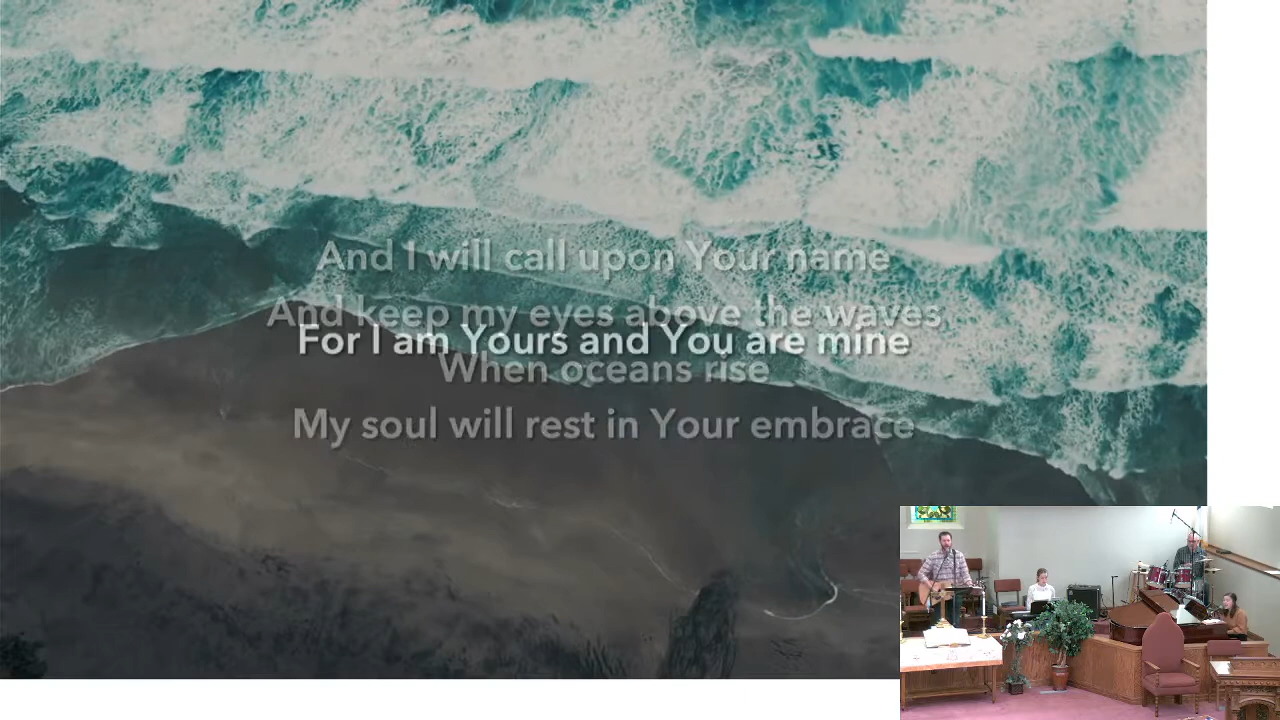 And I will call upon Your name
And keep my eyes above the waves
For I am Yours and You are mine
When oceans rise
My soul will rest in Your embrace